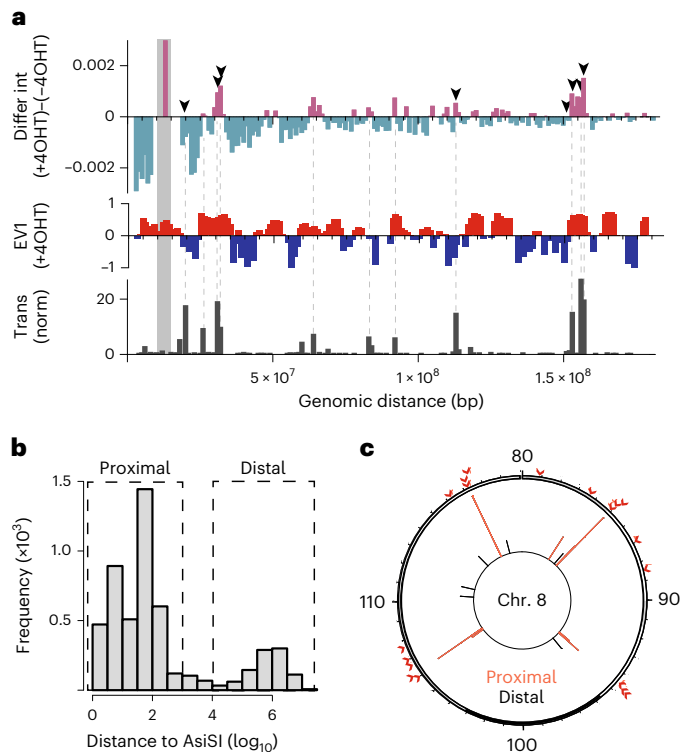 a
Differ int
(+4OHT)–(−4OHT)
0.002
0
−0.002
EV1
(+4OHT)
1
0
−1
Trans
(norm)
20
0
5 × 10⁷
1 × 10⁸
1.5 × 10⁸
Genomic distance (bp)
b
Proximal
Distal
Frequency (×10³)
1.5
1.0
0.5
0
2
4
6
Distance to AsiSI (log₁₀)
c
80
110
Chr. 8
90
Proximal
Distal
100